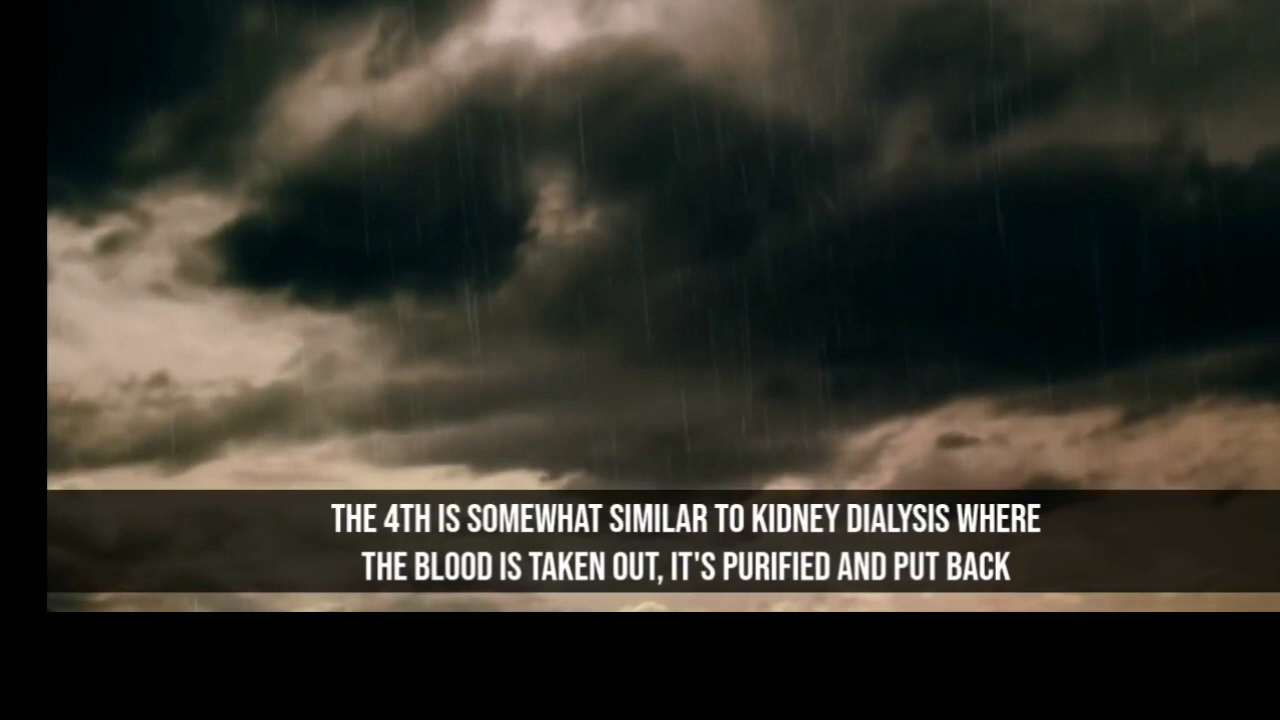 THE 4TH IS SOMEWHAT SIMILAR TO KIDNEY DIALYSIS WHERE
THE BLOOD IS TAKEN OUT, IT'S PURIFIED AND PUT BACK